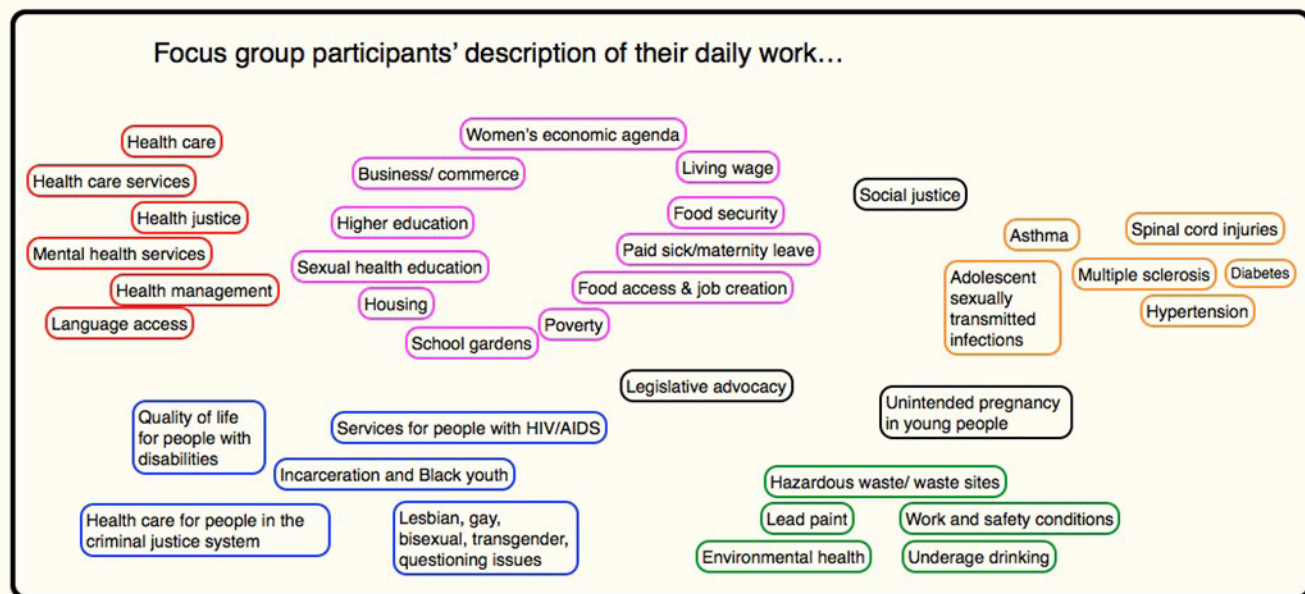 Focus group participants’ description of their daily work…
Health care
Health care services
Health justice
Mental health services
Health management
Language access
Women's economic agenda
Business/ commerce
Living wage
Higher education
Food security
Sexual health education
Paid sick/maternity leave
Housing
Food access & job creation
School gardens
Poverty
Social justice
Asthma
Spinal cord injuries
Adolescent
sexually
transmitted
infections
Multiple sclerosis
Diabetes
Hypertension
Legislative advocacy
Unintended pregnancy
in young people
Quality of life
for people with
disabilities
Services for people with HIV/AIDS
Incarceration and Black youth
Health care for people in the
criminal justice system
Lesbian, gay,
bisexual, transgender,
questioning issues
Hazardous waste/ waste sites
Lead paint
Work and safety conditions
Environmental health
Underage drinking